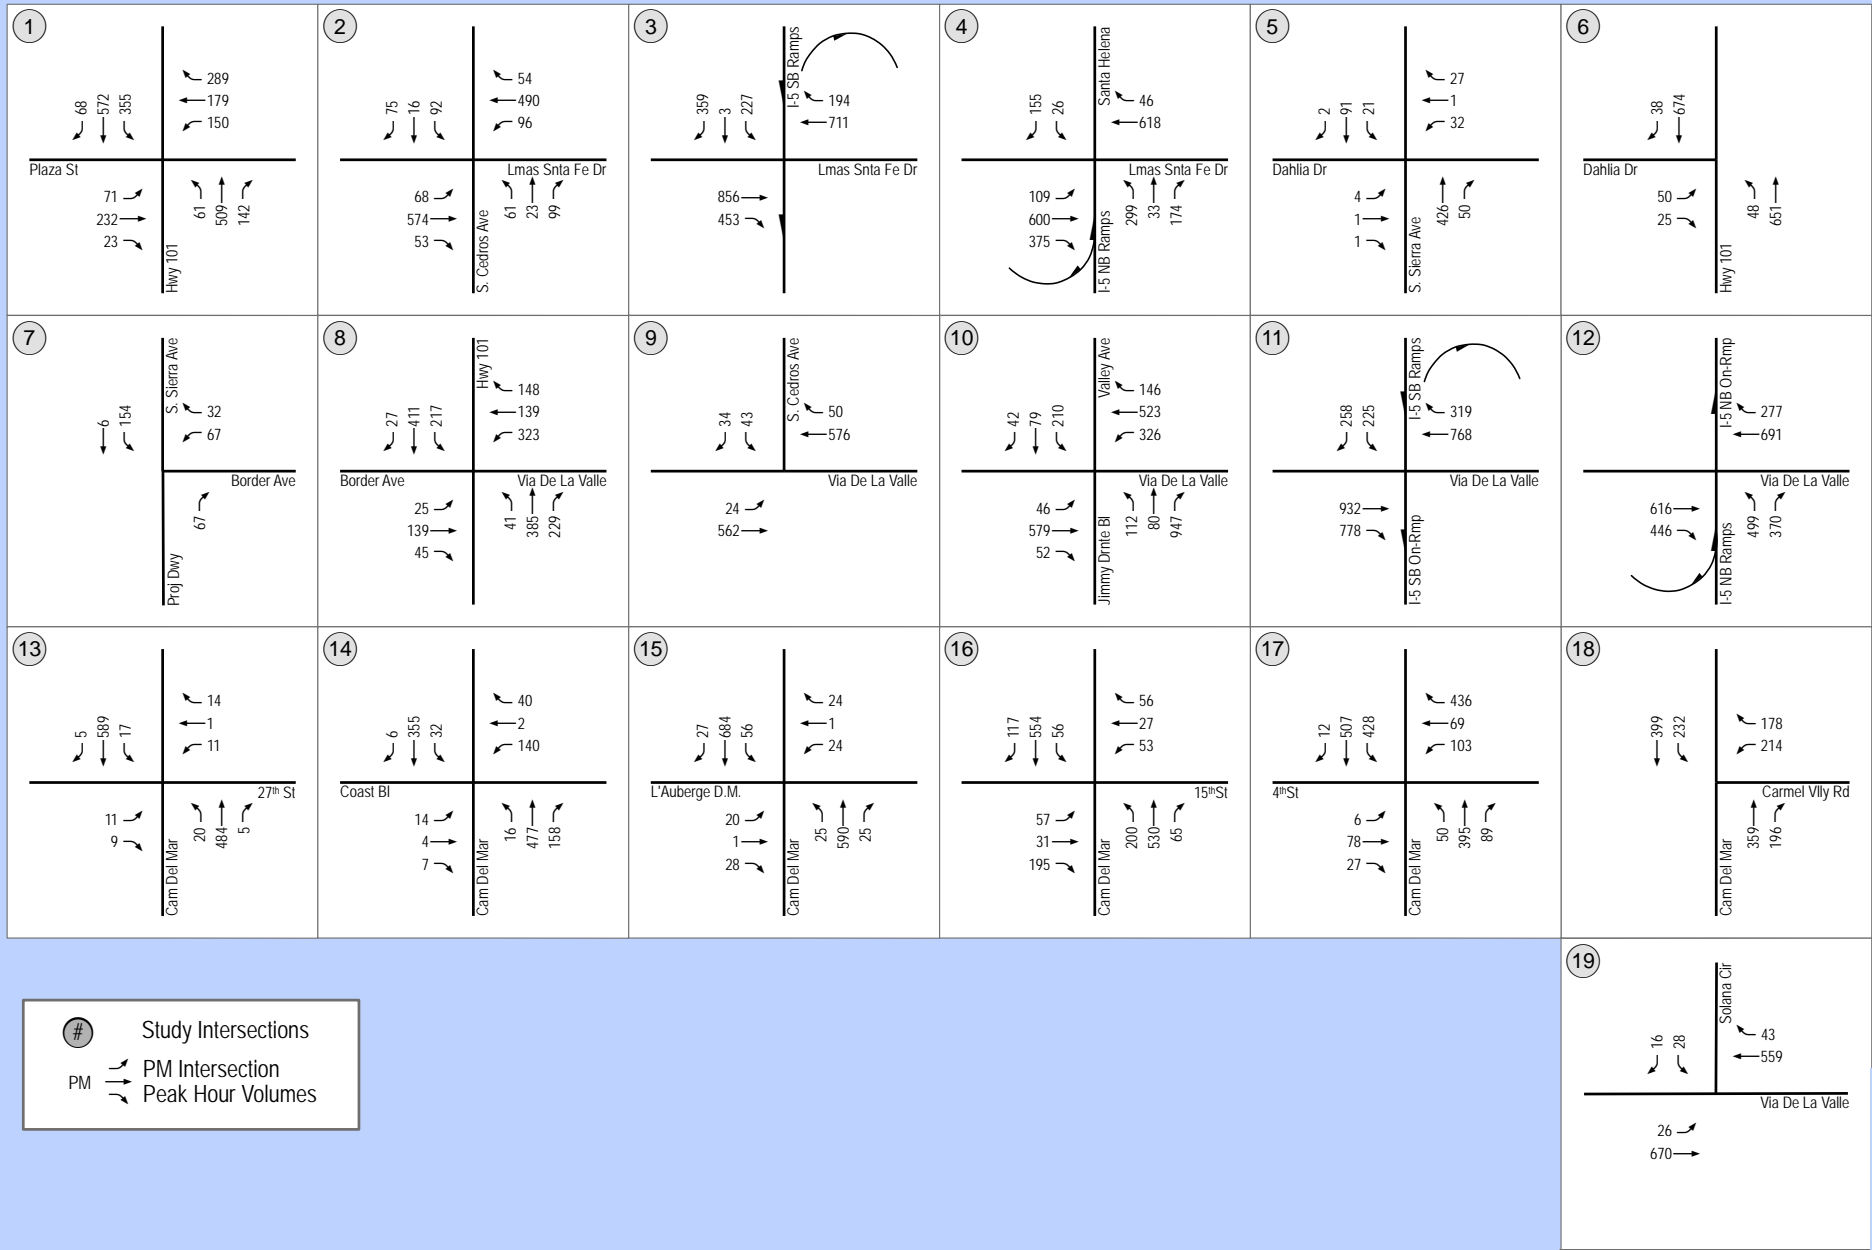 1
68 572 355
289
179
150
Plaza St
71
232
23
61 509 142
Hwy 101
2
75 16 92
54
490
96
Lmas Snta Fe Dr
68
574
53
61 23 99
S. Cedros Ave
3
359 3 227
I-5 SB Ramps
194
711
Lmas Snta Fe Dr
856
453
4
155 26
Santa Helena
46
618
Lmas Snta Fe Dr
109
600
375
299 33 174
I-5 NB Ramps
5
2 91 21
27
1
32
Dahlia Dr
4
1
1
426 50
S. Sierra Ave
6
38 674
Dahlia Dr
50
25
48 651
Hwy 101
7
6 154
S. Sierra Ave
32
67
Border Ave
67
Proj Dwy
8
27 411 217
Hwy 101
148
139
323
Border Ave Via De La Valle
25
139
45
41 385 229
9
34 43
S. Cedros Ave
50
576
Via De La Valle
24
562
10
42 79 210
Valley Ave
146
523
326
Via De La Valle
46
579
52
112 80 947
Jimmy Drnte Bl
11
258 225
I-5 SB Ramps
319
768
Via De La Valle
932
778
I-5 SB On-Rmp
12
I-5 NB On-Rmp
277
691
Via De La Valle
616
446
499 370
I-5 NB Ramps
13
5 589 17
14
1
11
27th St
11
9
20 484 5
Cam Del Mar
14
6 355 32
40
2
140
Coast Bl
14
4
7
16 477 158
Cam Del Mar
15
27 684 56
24
1
24
L'Auberge D.M.
20
1
28
25 590 25
Cam Del Mar
16
117 554 56
56
27
53
15thSt
57
31
195
200 530 65
Cam Del Mar
17
12 507 428
436
69
103
4thSt
6
78
27
50 395 89
Cam Del Mar
18
399 232
178
214
Carmel Vlly Rd
359 196
Cam Del Mar
19
16 28
Solana Cir
43
559
Via De La Valle
26
670
# Study Intersections
PM PM Intersection
Peak Hour Volumes